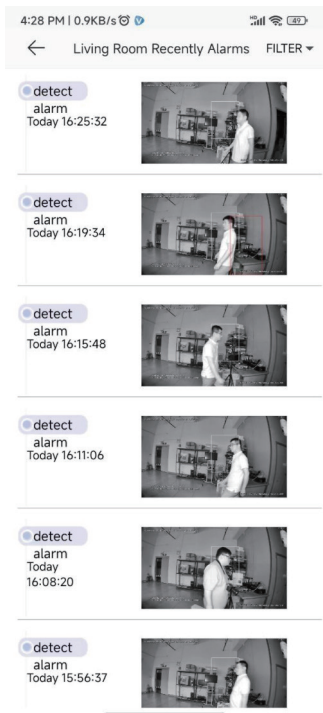 4:28 PM | 0.9KB/s
HD
49
Living Room Recently Alarms
FILTER
detect
alarm
Today 16:25:32
detect
alarm
Today 16:19:34
detect
alarm
Today 16:15:48
detect
alarm
Today 16:11:06
detect
alarm
Today
16:08:20
detect
alarm
Today 15:56:37